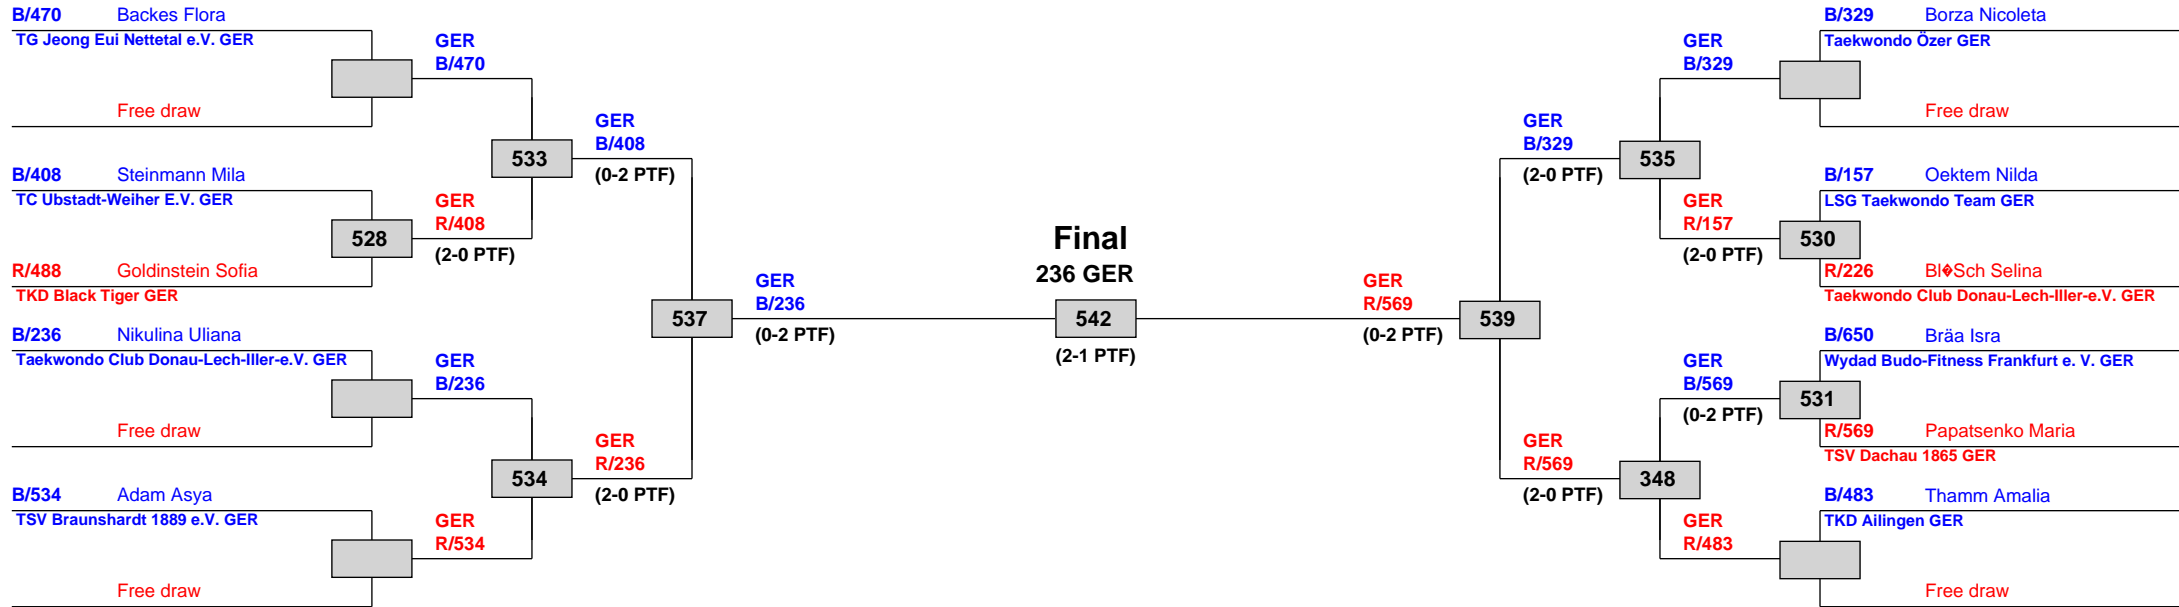 B/470 Backes Flora
TG Jeong Eui Nettetal e.V. GER
Free draw
B/408 Steinmann Mila
TC Ubstadt-Weiher E.V. GER
528
R/488 Goldinstein Sofia
TKD Black Tiger GER
B/236 Nikulina Uliana
Taekwondo Club Donau-Lech-Iller-e.V. GER
Free draw
B/534 Adam Asya
TSV Braunshardt 1889 e.V. GER
Free draw
GER
B/470
533
GER
R/408
(2-0 PTF)
GER
B/236
534
GER
R/534
GER
B/408
(0-2 PTF)
537
GER
R/236
(2-0 PTF)
GER
B/236
(0-2 PTF)
Final
236 GER
542
(2-1 PTF)
GER
R/569
(0-2 PTF)
539
GER
B/329
(2-0 PTF)
GER
R/569
(2-0 PTF)
GER
B/329
535
GER
R/157
(2-0 PTF)
GER
B/569
(0-2 PTF)
348
GER
R/483
B/329 Borza Nicoleta
Taekwondo Özer GER
Free draw
B/157 Oektem Nilda
LSG Taekwondo Team GER
530
R/226 Bl�Sch Selina
Taekwondo Club Donau-Lech-Iller-e.V. GER
B/650 Bräa Isra
Wydad Budo-Fitness Frankfurt e. V. GER
531
R/569 Papatsenko Maria
TSV Dachau 1865 GER
B/483 Thamm Amalia
TKD Ailingen GER
Free draw